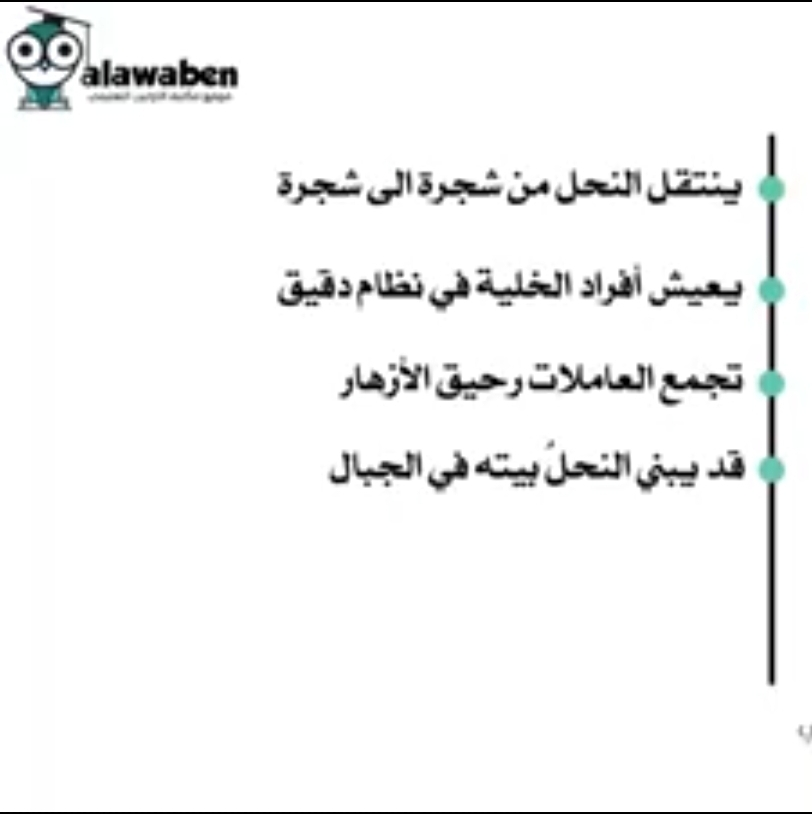 alawaben
ينتقل النحل من شجرة الى شجرة
يعيش أفراد الخلية في نظام دقيق
تجمع العاملات رحيق الأزهار
قد يبني النحلُ بيته في الجبال